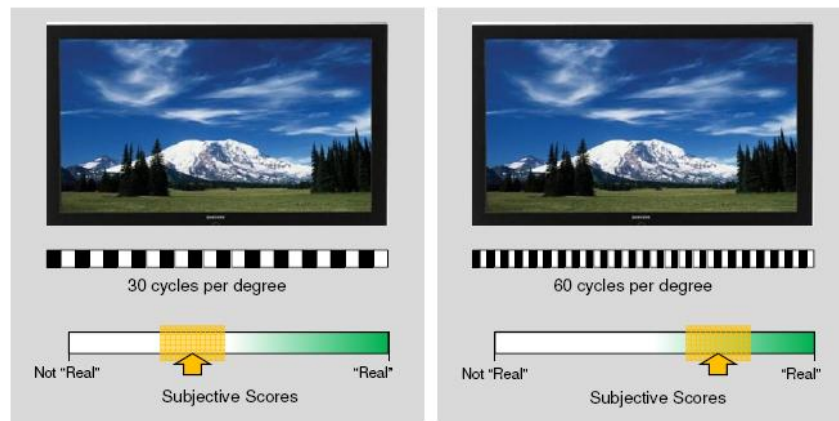 30 cycles per degree
Not "Real"
"Real"
Subjective Scores
60 cycles per degree
Not "Real"
"Real"
Subjective Scores